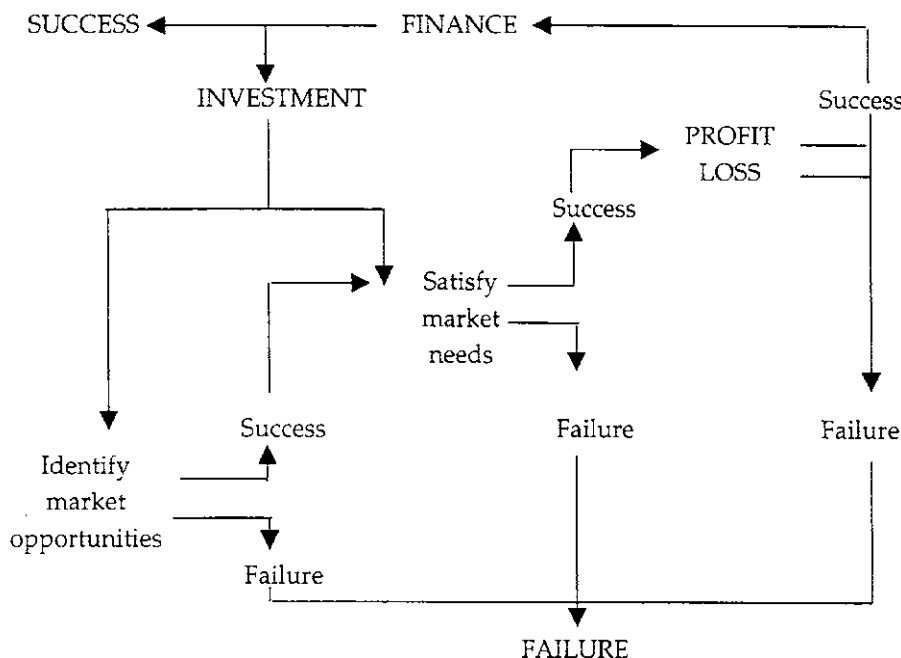 SUCCESS
FINANCE
INVESTMENT
Success
PROFIT
LOSS
Success
Satisfy
market
needs
Success
Failure
Failure
Identify
market
opportunities
Failure
FAILURE